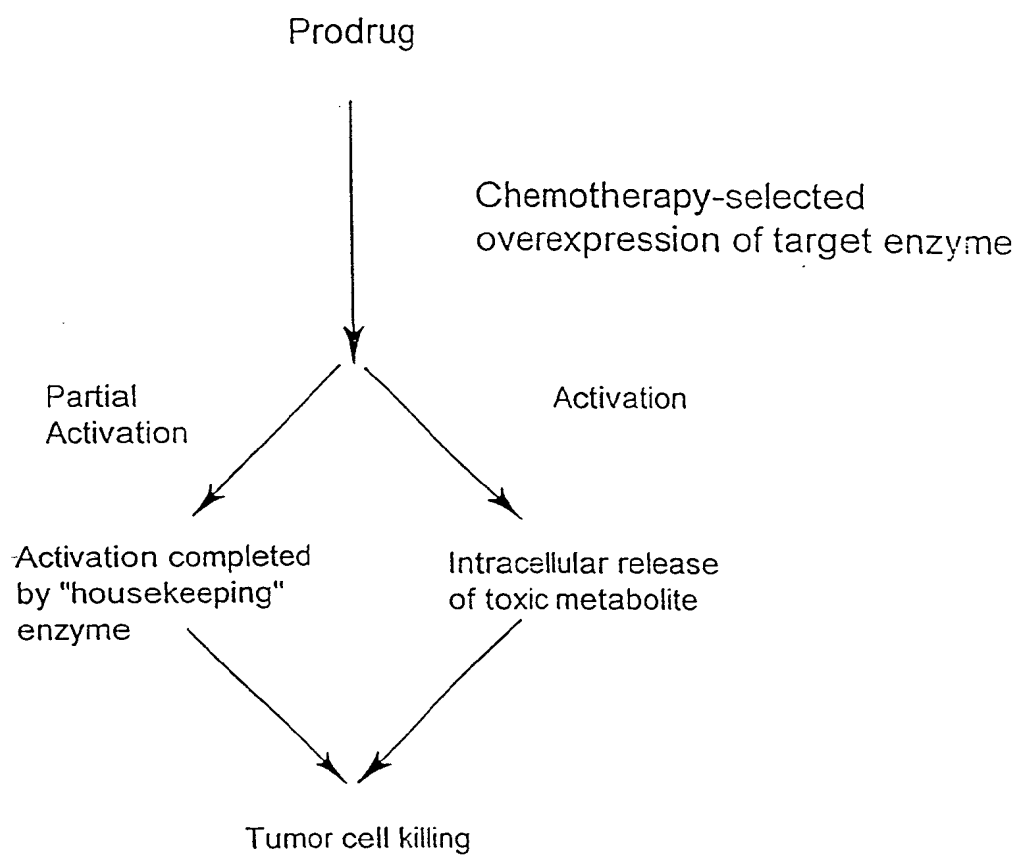 Prodrug
Chemotherapy-selected
overexpression of target enzyme
Partial
Activation
Activation
Activation completed
by "housekeeping"
enzyme
Intracellular release
of toxic metabolite
Tumor cell killing